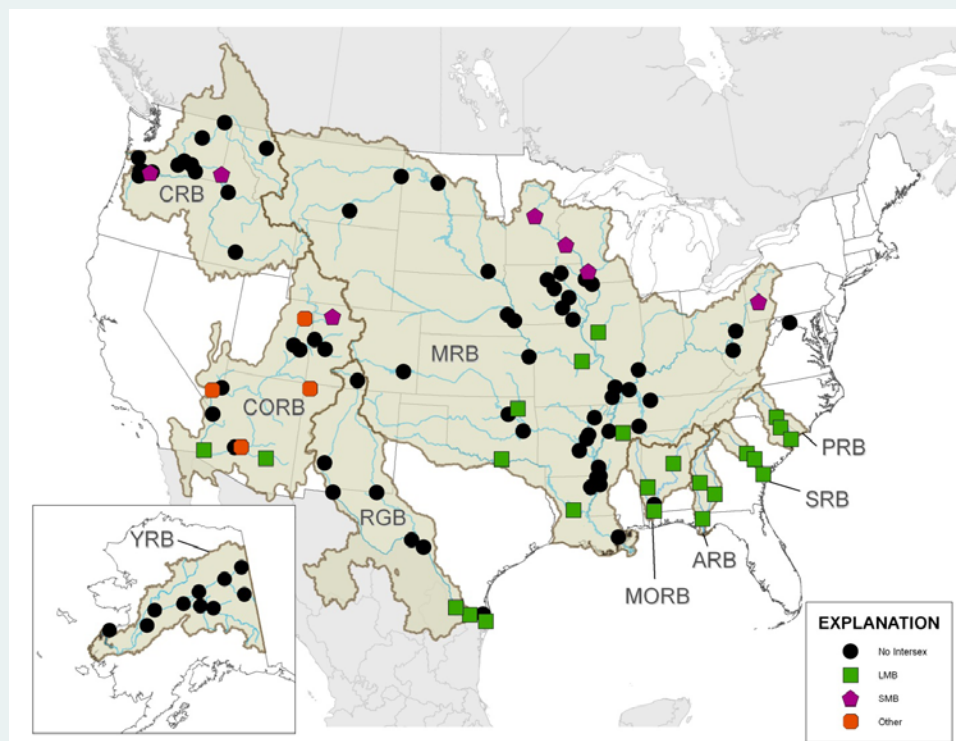 CRB
MRB
CORB
PRB
SRB
RGB
YRB
ARB
MORB
EXPLANATION
No Intersex
LMB
SMB
Other